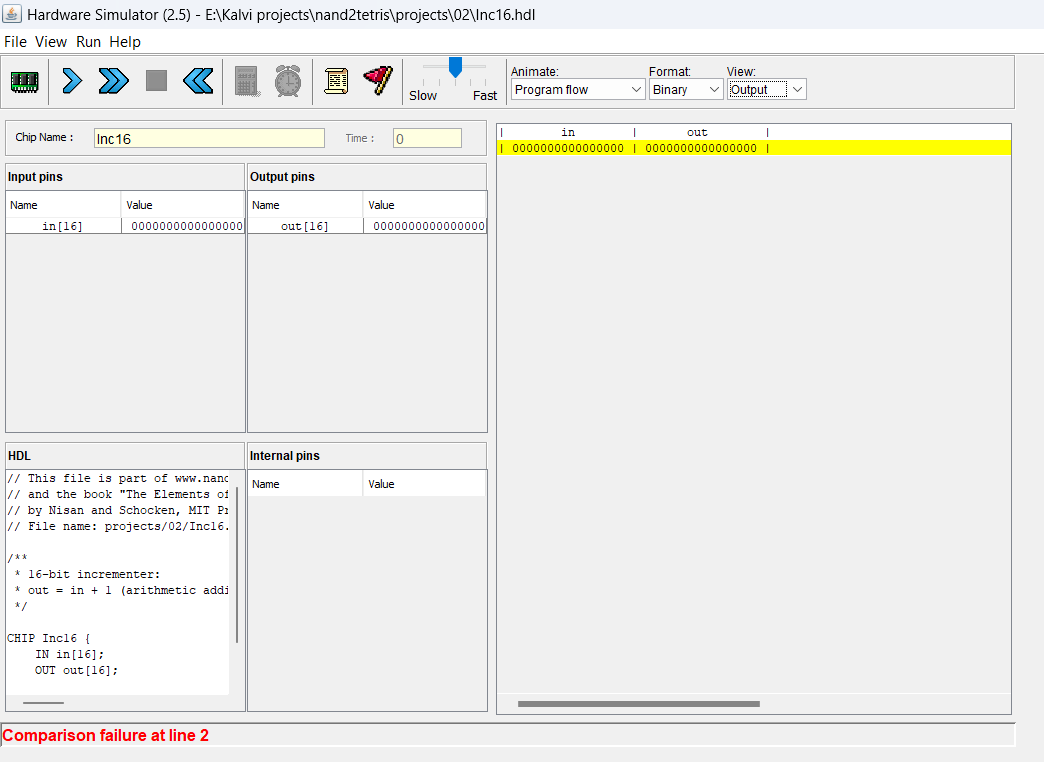 Hardware Simulator (2.5) - E:\Kalvi projects\nand2tetris\projects\02\Inc16.hdl
File View Run Help
Slow Fast
Animate: Format: View:
Program flow Binary Output
Chip Name : Inc16 Time : 0
Input pins Output pins
Name Value Name Value
in[16] 0000000000000000 out[16] 0000000000000000
| in | out |
| 0000000000000000 | 0000000000000000 |
HDL
// This file is part of www.nand
// and the book "The Elements of
// by Nisan and Schocken, MIT Pr
// File name: projects/02/Inc16.
/**
* 16-bit incrementer:
* out = in + 1 (arithmetic addi
*/
CHIP Inc16 {
IN in[16];
OUT out[16];
Internal pins
Name Value
Comparison failure at line 2